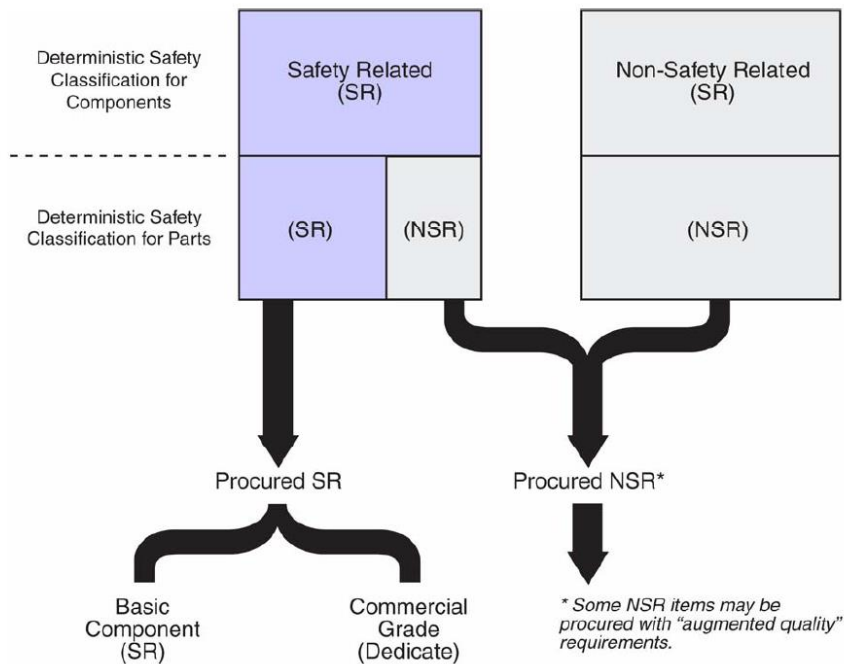 Deterministic Safety
Classification for
Components
Safety Related
(SR)
Non-Safety Related
(SR)
Deterministic Safety
Classification for Parts
(SR)
(NSR)
(NSR)
Procured SR
Procured NSR*
Basic
Component
(SR)
Commercial
Grade
(Dedicate)
* Some NSR items may be
procured with “augmented quality”
requirements.